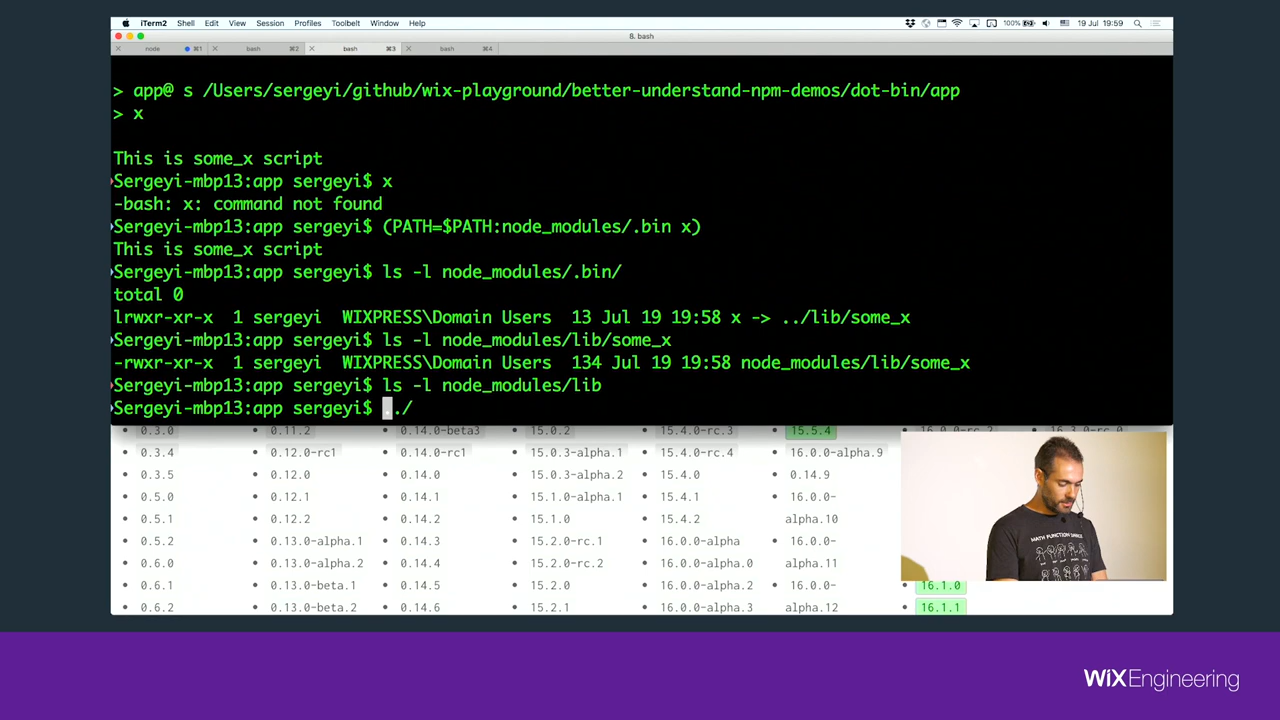 iTerm2 Shell Edit View Session Profiles Toolbelt Window Help 100% 19 Jul 19:59
8. bash
node ⌘1 bash ⌘2 bash ⌘3 bash ⌘4
> app@ s /Users/sergeyi/github/wix-playground/better-understand-npm-demos/dot-bin/app
> x
This is some_x script
Sergeyi-mbp13:app sergeyi$ x
-bash: x: command not found
Sergeyi-mbp13:app sergeyi$ (PATH=$PATH:node_modules/.bin x)
This is some_x script
Sergeyi-mbp13:app sergeyi$ ls -l node_modules/.bin/
total 0
lrwxr-xr-x 1 sergeyi WIXPRESS\Domain Users 13 Jul 19 19:58 x -> ../lib/some_x
Sergeyi-mbp13:app sergeyi$ ls -l node_modules/lib/some_x
-rwxr-xr-x 1 sergeyi WIXPRESS\Domain Users 134 Jul 19 19:58 node_modules/lib/some_x
Sergeyi-mbp13:app sergeyi$ ls -l node_modules/lib
Sergeyi-mbp13:app sergeyi$ ../
0.3.0 0.11.2 0.14.0-beta3 15.0.2 15.4.0-rc.3 15.5.4
0.3.4 0.12.0-rc1 0.14.0-rc1 15.0.3-alpha.1 15.4.0-rc.4 16.0.0-alpha.9
0.3.5 0.12.0 0.14.0 15.0.3-alpha.2 15.4.0 0.14.9
0.5.0 0.12.1 0.14.1 15.1.0-alpha.1 15.4.1 16.0.0-
0.5.1 0.12.2 0.14.2 15.1.0 15.4.2 alpha.10
0.5.2 0.13.0-alpha.1 0.14.3 15.2.0-rc.1 16.0.0-alpha 16.0.0-
0.6.0 0.13.0-alpha.2 0.14.4 15.2.0-rc.2 16.0.0-alpha.0 alpha.11
0.6.1 0.13.0-beta.1 0.14.5 15.2.0 16.0.0-alpha.2 16.0.0- 16.1.0
0.6.2 0.13.0-beta.2 0.14.6 15.2.1 16.0.0-alpha.3 alpha.12 16.1.1
MATH FUNCTION DANCE
WiXEngineering